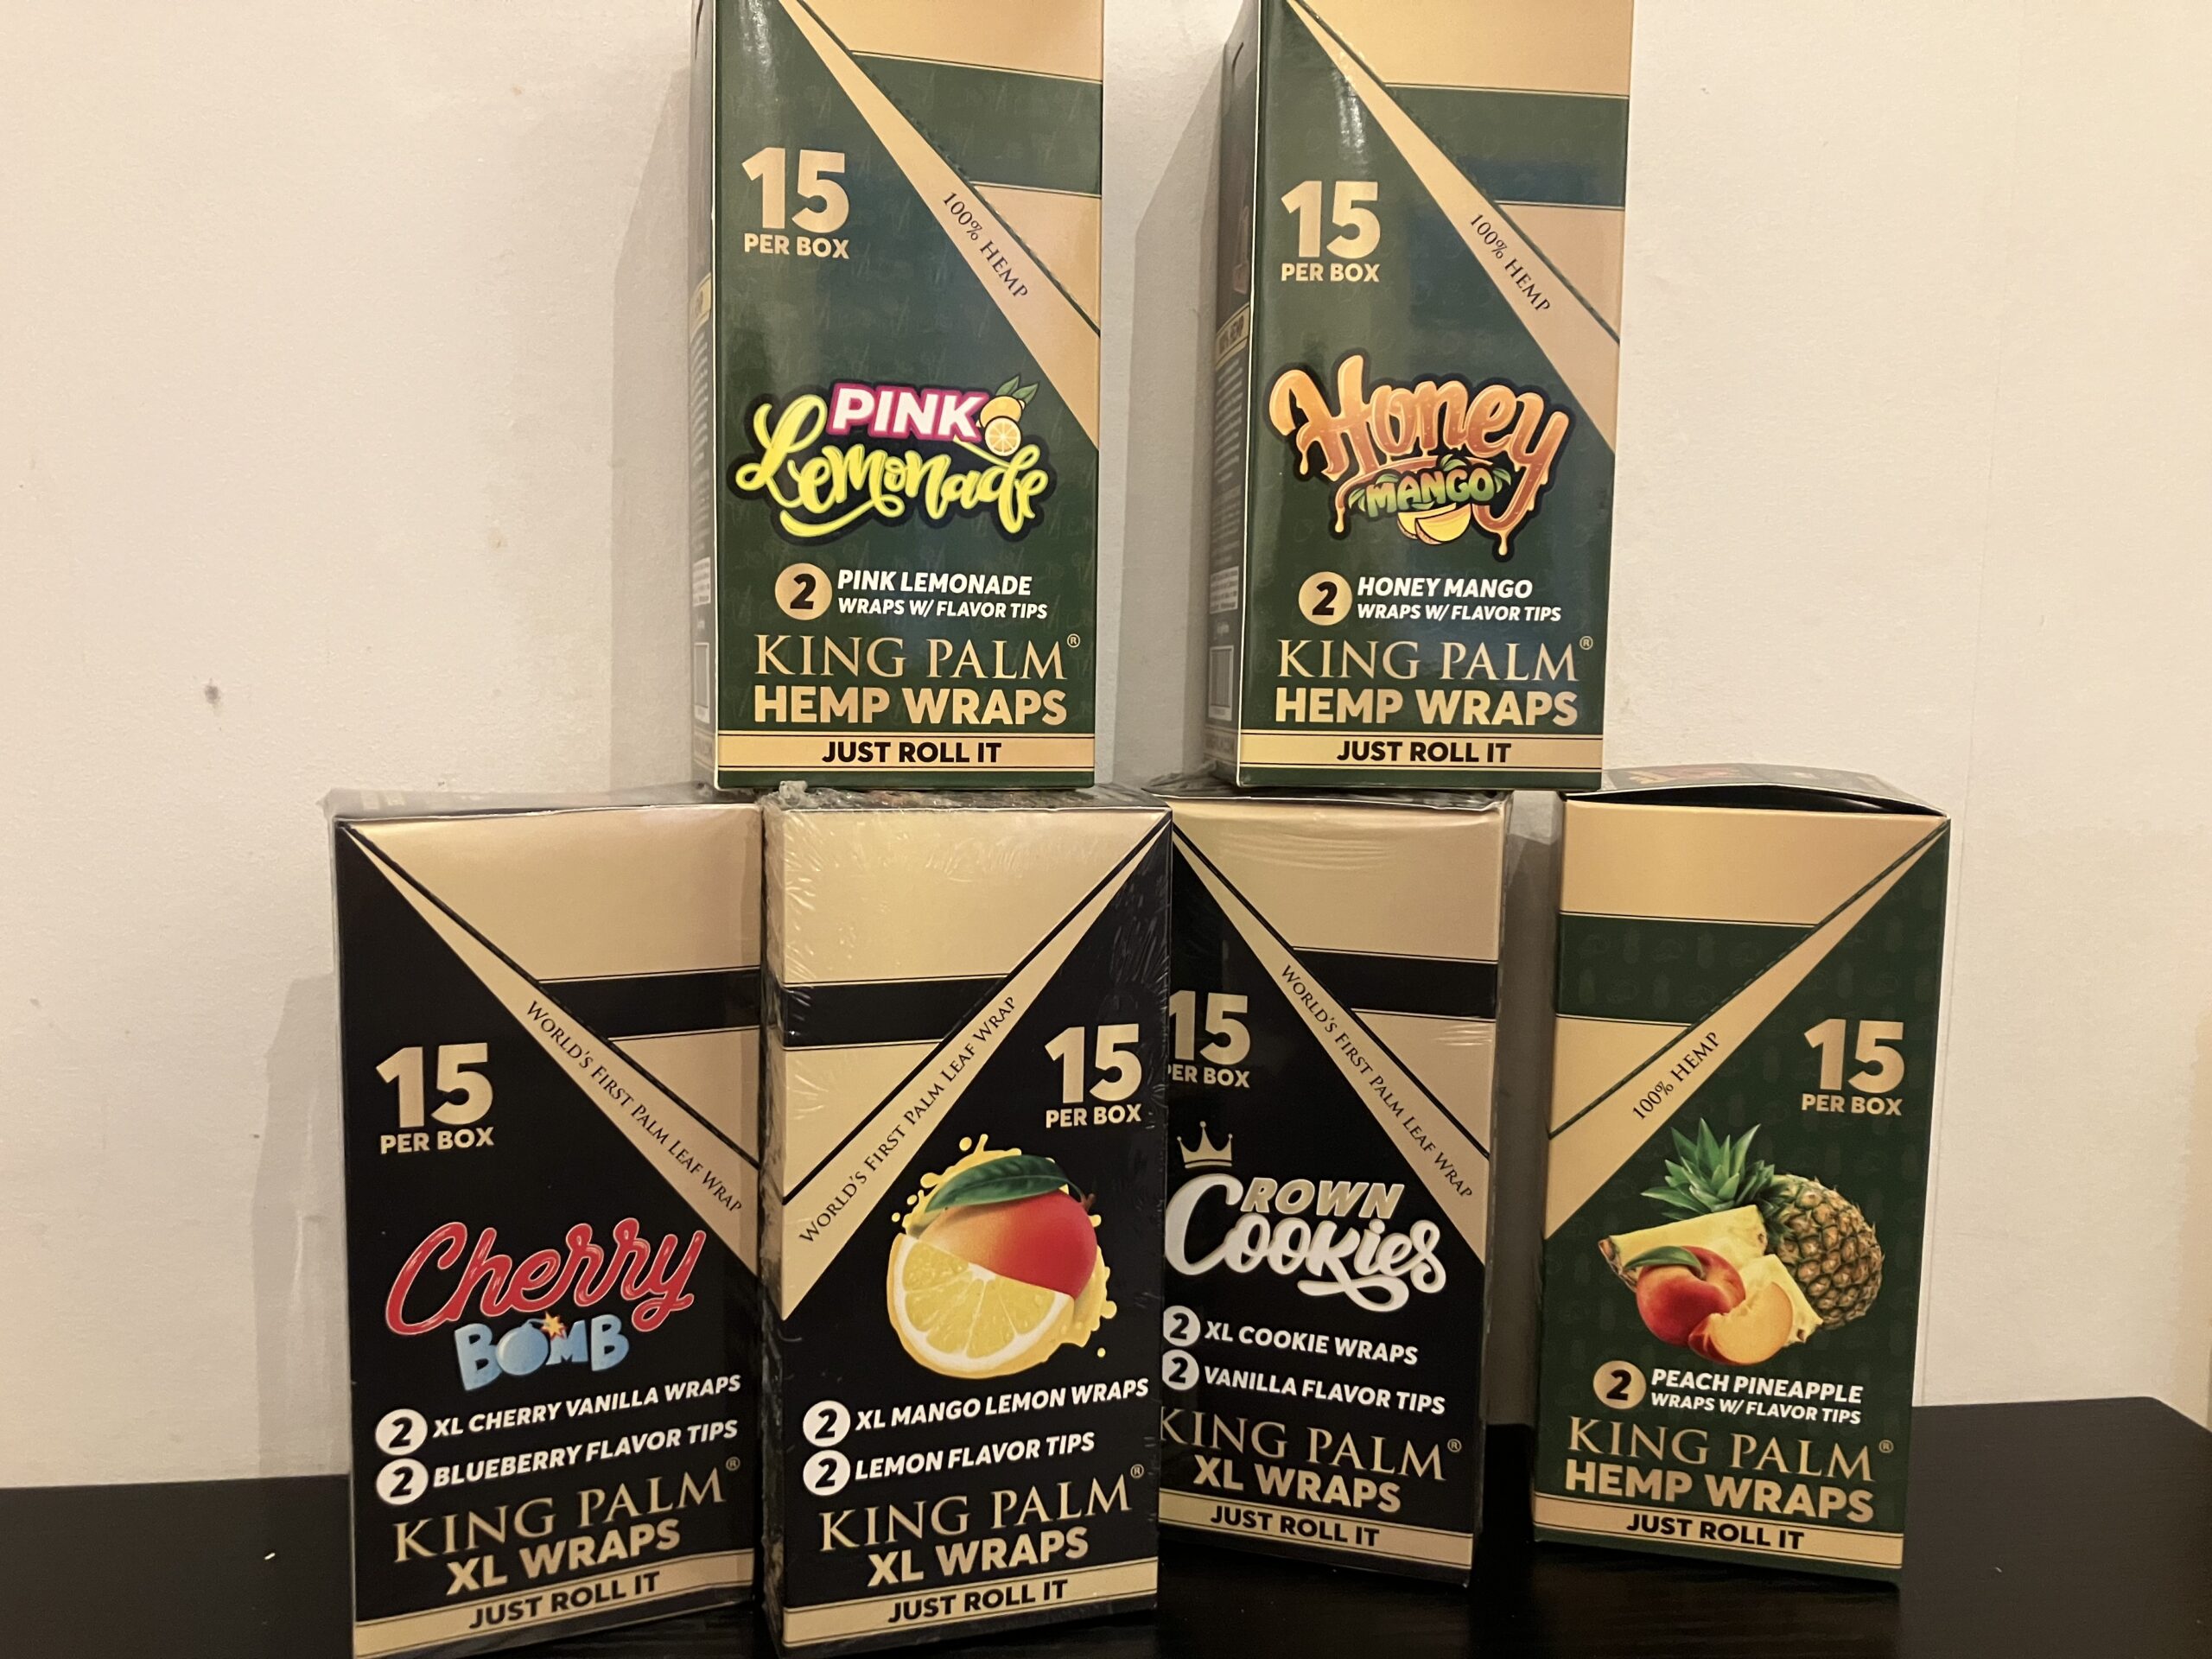 15
PER BOX
100% HEMP
PINK
Lemonade
2 PINK LEMONADE
WRAPS W/ FLAVOR TIPS
KING PALM®
HEMP WRAPS
JUST ROLL IT
15
PER BOX
100% HEMP
Honey
MANGO
2 HONEY MANGO
WRAPS W/ FLAVOR TIPS
KING PALM®
HEMP WRAPS
JUST ROLL IT
15
PER BOX
WORLD'S FIRST PALM LEAF WRAP
Cherry
BOMB
2 XL CHERRY VANILLA WRAPS
2 BLUEBERRY FLAVOR TIPS
KING PALM®
XL WRAPS
JUST ROLL IT
15
PER BOX
WORLD'S FIRST PALM LEAF WRAP
2 XL MANGO LEMON WRAPS
2 LEMON FLAVOR TIPS
KING PALM®
XL WRAPS
JUST ROLL IT
15
PER BOX
WORLD'S FIRST PALM LEAF WRAP
CROWN
Cookies
2 XL COOKIE WRAPS
2 VANILLA FLAVOR TIPS
KING PALM®
XL WRAPS
JUST ROLL IT
15
PER BOX
100% HEMP
2 PEACH PINEAPPLE
WRAPS W/ FLAVOR TIPS
KING PALM®
HEMP WRAPS
JUST ROLL IT